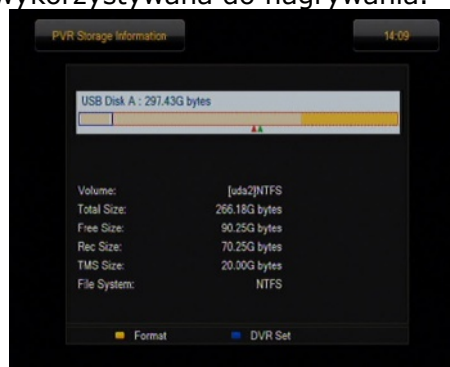 wykorzystywana do nagrywania.
PVR Storage Information 14:09
USB Disk A : 297.43G bytes
Volume: [uda2]NTFS
Total Size: 266.18G bytes
Free Size: 90.25G bytes
Rec Size: 70.25G bytes
TMS Size: 20.00G bytes
File System: NTFS
Format DVR Set